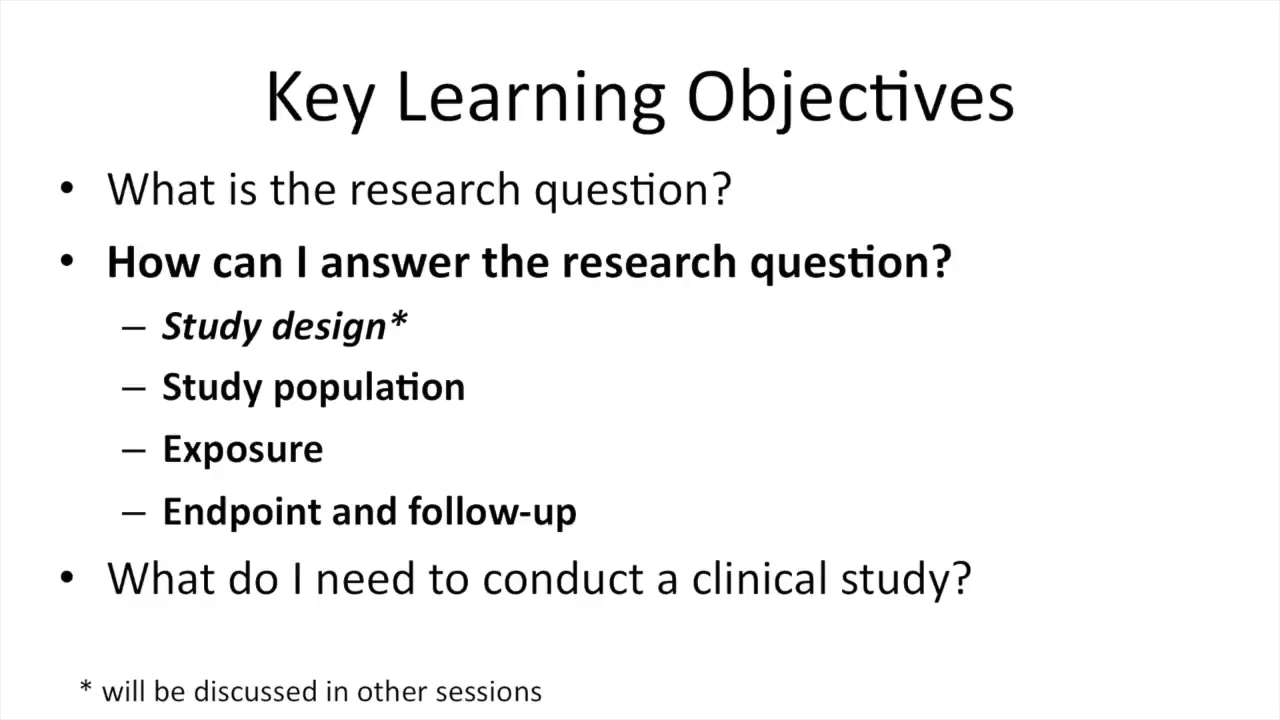 Key Learning Objectives
• What is the research question?
• How can I answer the research question?
– Study design*
– Study population
– Exposure
– Endpoint and follow-up
• What do I need to conduct a clinical study?
* will be discussed in other sessions